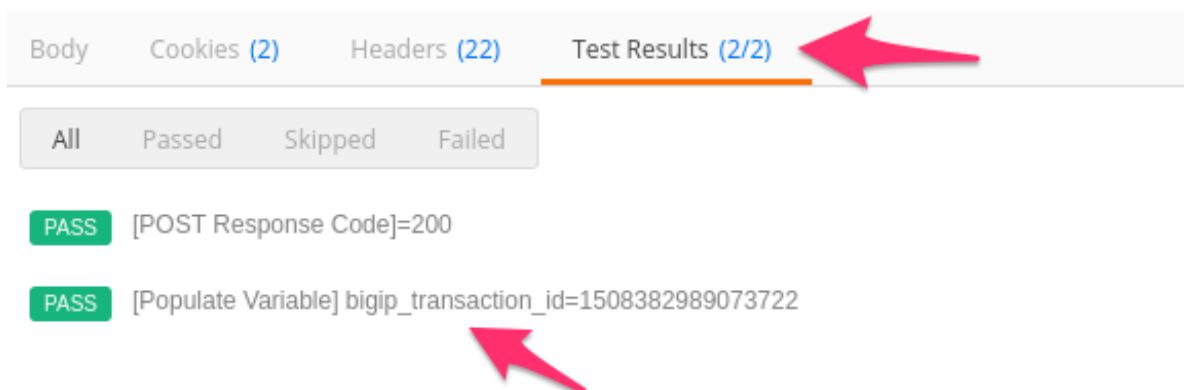 Body Cookies (2) Headers (22) Test Results (2/2)
All Passed Skipped Failed
PASS [POST Response Code]=200
PASS [Populate Variable] bigip_transaction_id=1508382989073722